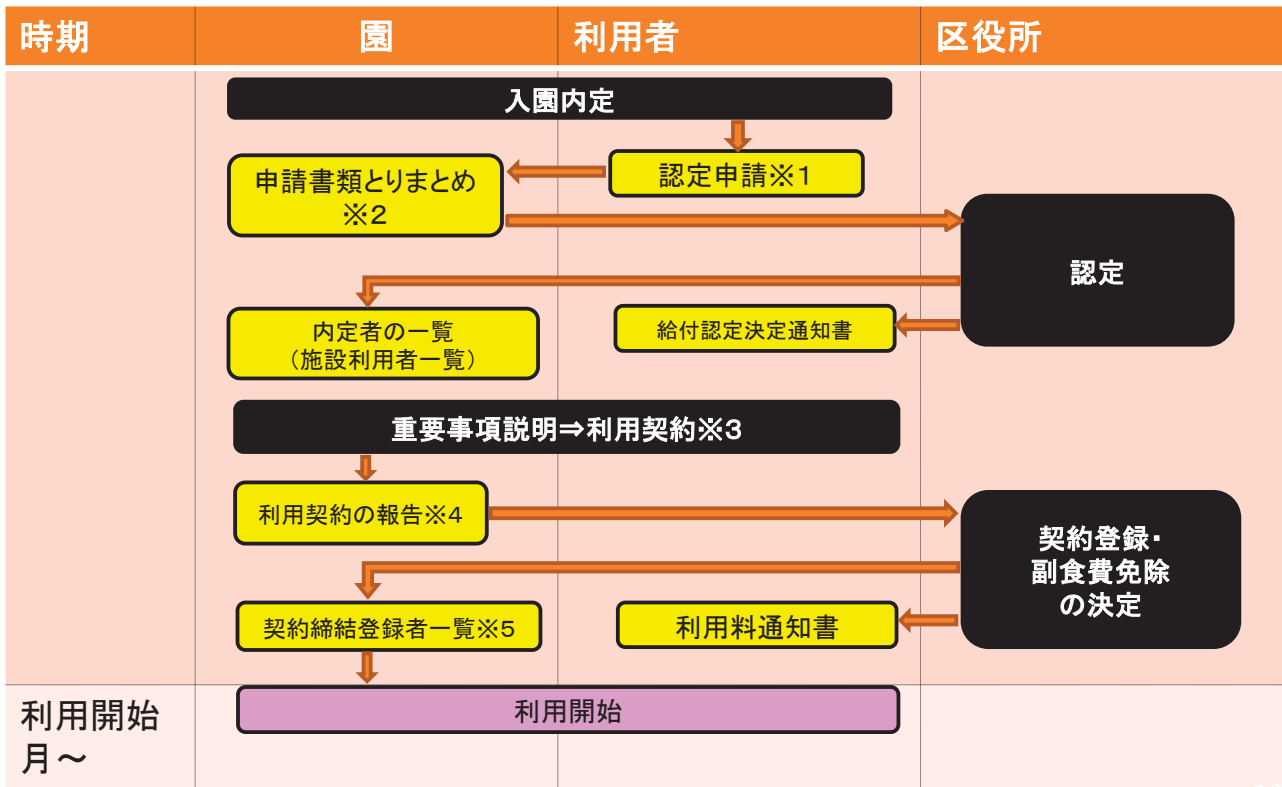 時期
園
利用者
区役所
入園内定
認定申請※1
申請書類とりまとめ
※2
認定
内定者の一覧
（施設利用者一覧）
給付認定決定通知書
重要事項説明⇒利用契約※3
利用契約の報告※4
契約登録・
副食費免除
の決定
契約締結登録者一覧※5
利用料通知書
利用開始
月～
利用開始